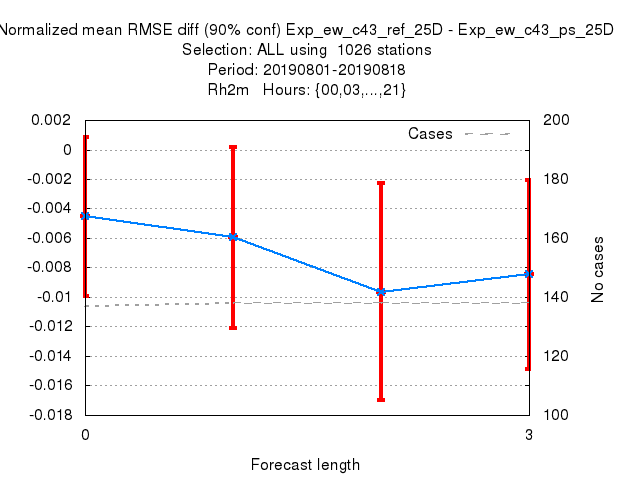 Normalized mean RMSE diff (90% conf) Exp_ew_c43_ref_25D - Exp_ew_c43_ps_25D
Selection: ALL using  1026 stations
Period: 20190801-20190818
Rh2m   Hours: {00,03,...,21}
0.002
0
-0.002
-0.004
-0.006
-0.008
-0.01
-0.012
-0.014
-0.016
-0.018
Cases
200
180
160
140
120
100
No cases
0
3
Forecast length